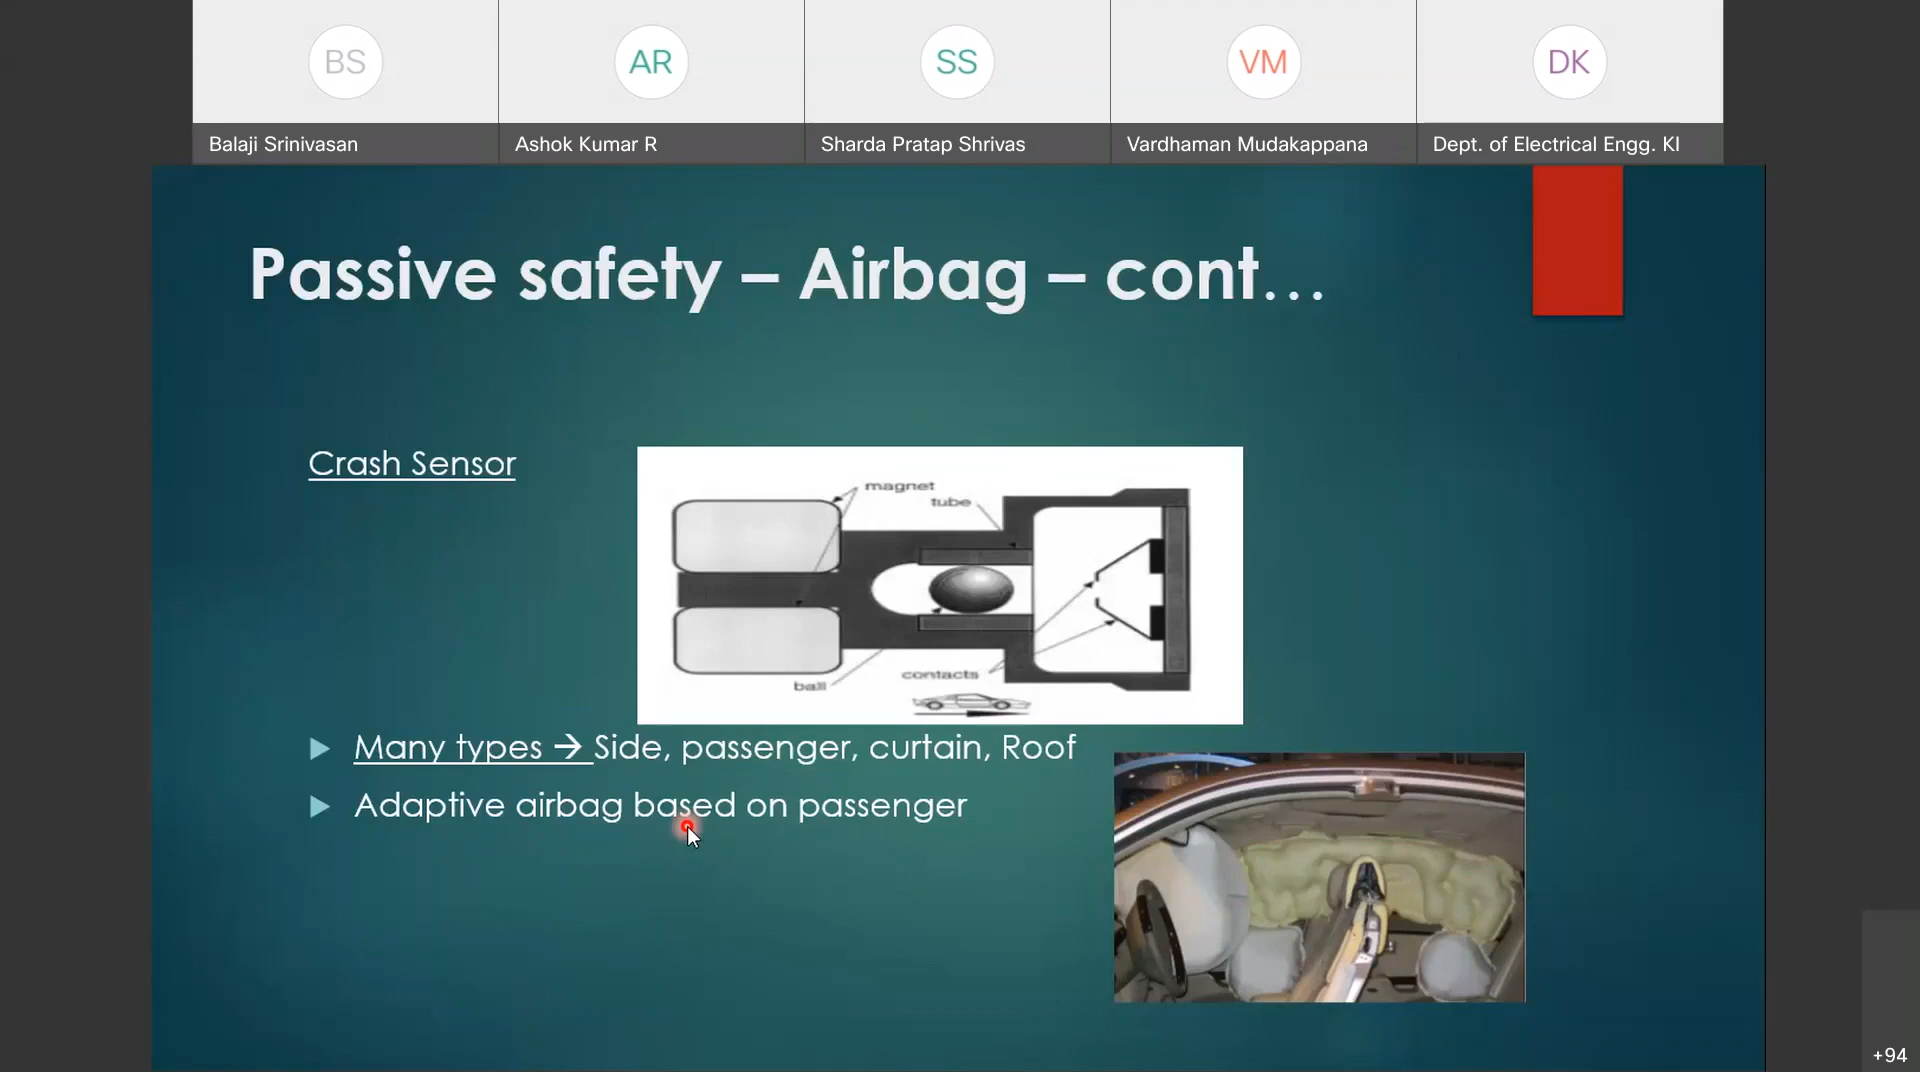 BS
AR
SS
VM
DK
Balaji Srinivasan
Ashok Kumar R
Sharda Pratap Shrivas
Vardhaman Mudakappana
Dept. of Electrical Engg. KI
Passive safety – Airbag – cont…
Crash Sensor
magnet
tube
contacts
ball
Many types → Side, passenger, curtain, Roof
Adaptive airbag based on passenger
+94